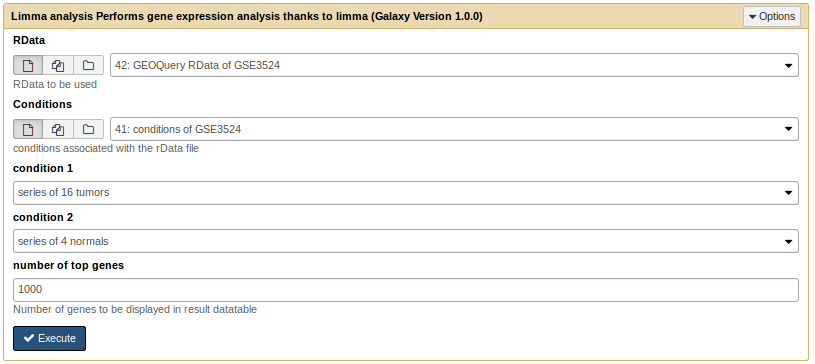 Limma analysis Performs gene expression analysis thanks to limma (Galaxy Version 1.0.0)
Options
RData
42: GEOQuery RData of GSE3524
RData to be used
Conditions
41: conditions of GSE3524
conditions associated with the rData file
condition 1
series of 16 tumors
condition 2
series of 4 normals
number of top genes
1000
Number of genes to be displayed in result datatable
Execute